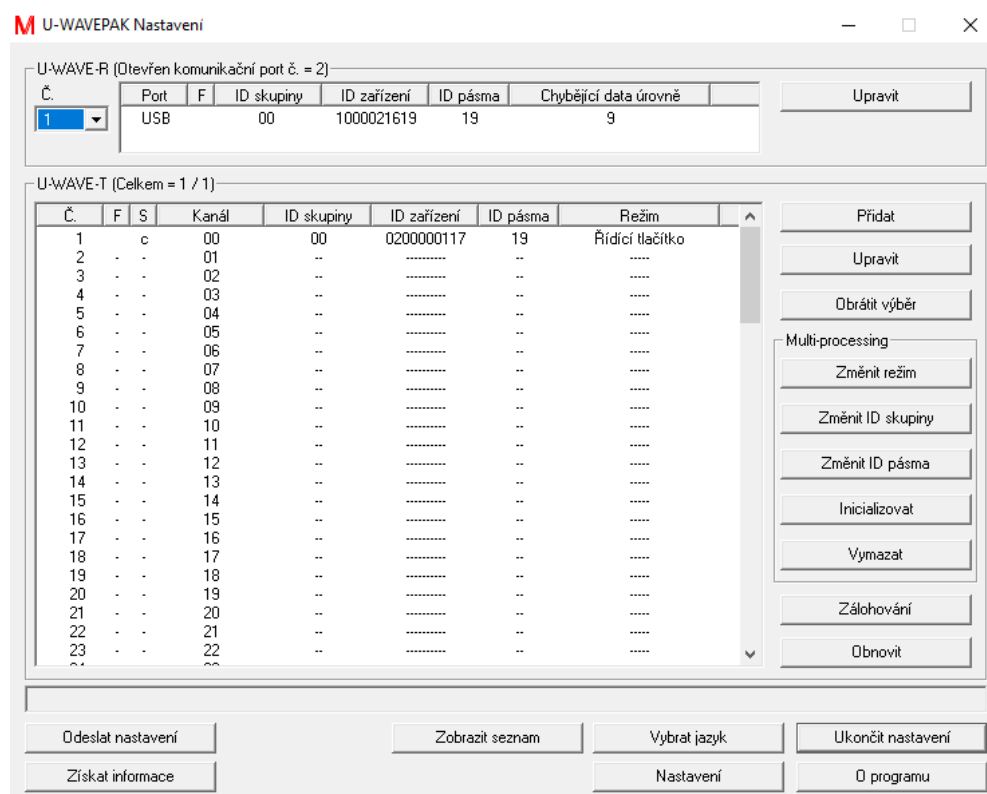 U-WAVEPAK Nastavení
U-WAVE-R (Otevřen komunikační port č. = 2)
Č. Port F ID skupiny ID zařízení ID pásma Chybějící data úrovně Upravit
1 USB 00 1000021619 19 9
U-WAVE-T (Celkem = 1 / 1)
Č. F S Kanál ID skupiny ID zařízení ID pásma Režim Přidat
1 c 00 00 0200000117 19 Řídící tlačítko
2 - - 01 -- ---------- -- ----- Upravit
3 - - 02 -- ---------- -- -----
4 - - 03 -- ---------- -- ----- Obrátit výběr
5 - - 04 -- ---------- -- -----
6 - - 05 -- ---------- -- -----
Multi-processing
7 - - 06 -- ---------- -- -----
8 - - 07 -- ---------- -- ----- Změnit režim
9 - - 08 -- ---------- -- -----
10 - - 09 -- ---------- -- -----
11 - - 10 -- ---------- -- ----- Změnit ID skupiny
12 - - 11 -- ---------- -- -----
13 - - 12 -- ---------- -- ----- Změnit ID pásma
14 - - 13 -- ---------- -- -----
15 - - 14 -- ---------- -- ----- Inicializovat
16 - - 15 -- ---------- -- -----
17 - - 16 -- ---------- -- -----
18 - - 17 -- ---------- -- ----- Vymazat
19 - - 18 -- ---------- -- -----
20 - - 19 -- ---------- -- -----
21 - - 20 -- ---------- -- ----- Zálohování
22 - - 21 -- ---------- -- -----
23 - - 22 -- ---------- -- ----- Obnovit
Odeslat nastavení Zobrazit seznam Vybrat jazyk Ukončit nastavení
Získat informace Nastavení O programu